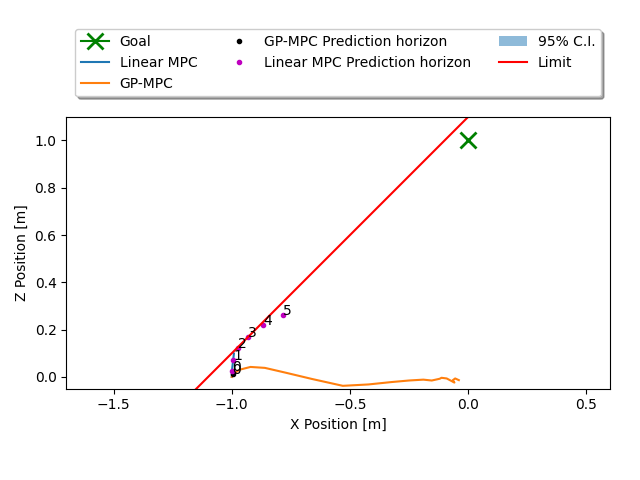 Goal
Linear MPC
GP-MPC
GP-MPC Prediction horizon
Linear MPC Prediction horizon
95% C.I.
Limit
Z Position [m]
1.0
0.8
0.6
0.4
0.2
0.0
5
4
3
2
1
0
−1.5
−1.0
−0.5
0.0
0.5
X Position [m]